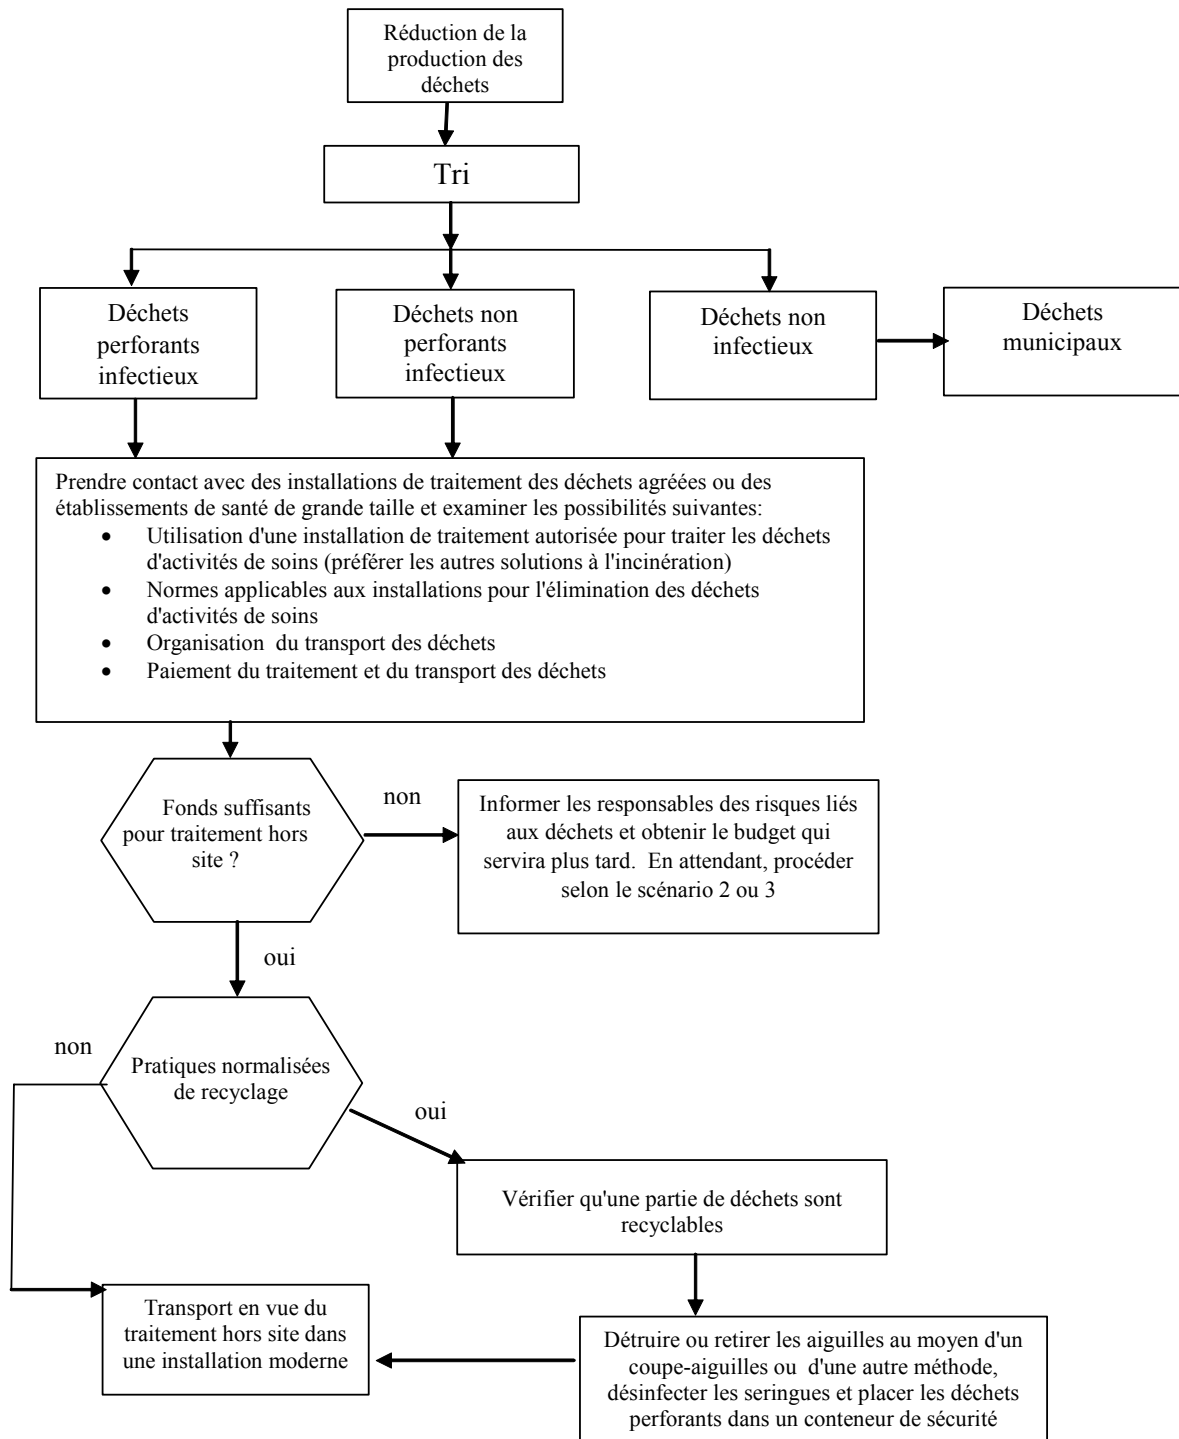 Réduction de la
production des
déchets
Tri
Déchets
perforants
infectieux
Déchets non
perforants
infectieux
Déchets non
infectieux
Déchets
municipaux
Prendre contact avec des installations de traitement des déchets agréées ou des
établissements de santé de grande taille et examiner les possibilités suivantes:
• Utilisation d'une installation de traitement autorisée pour traiter les déchets
d'activités de soins (préférer les autres solutions à l'incinération)
• Normes applicables aux installations pour l'élimination des déchets
d'activités de soins
• Organisation du transport des déchets
• Paiement du traitement et du transport des déchets
Fonds suffisants
pour traitement hors
site ?
non
Informer les responsables des risques liés
aux déchets et obtenir le budget qui
servira plus tard. En attendant, procéder
selon le scénario 2 ou 3
oui
non
Pratiques normalisées
de recyclage
oui
Vérifier qu'une partie de déchets sont
recyclables
Transport en vue du
traitement hors site dans
une installation moderne
Détruire ou retirer les aiguilles au moyen d'un
coupe-aiguilles ou d'une autre méthode,
désinfecter les seringues et placer les déchets
perforants dans un conteneur de sécurité